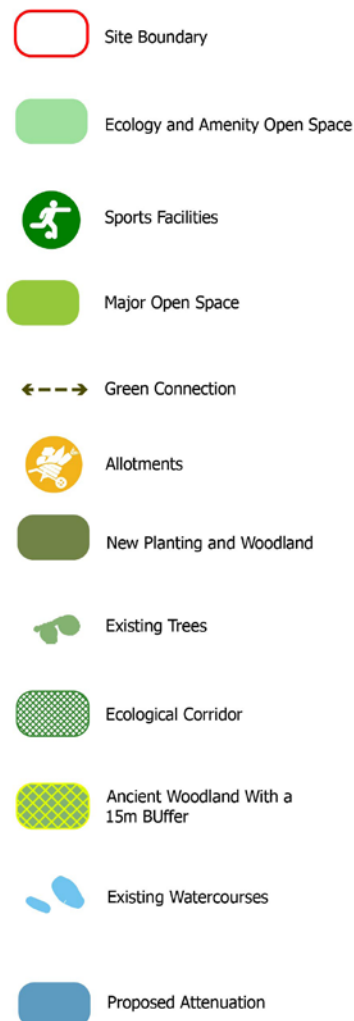 Site Boundary
Ecology and Amenity Open Space
Sports Facilities
Major Open Space
Green Connection
Allotments
New Planting and Woodland
Existing Trees
Ecological Corridor
Ancient Woodland With a
15m BUffer
Existing Watercourses
Proposed Attenuation